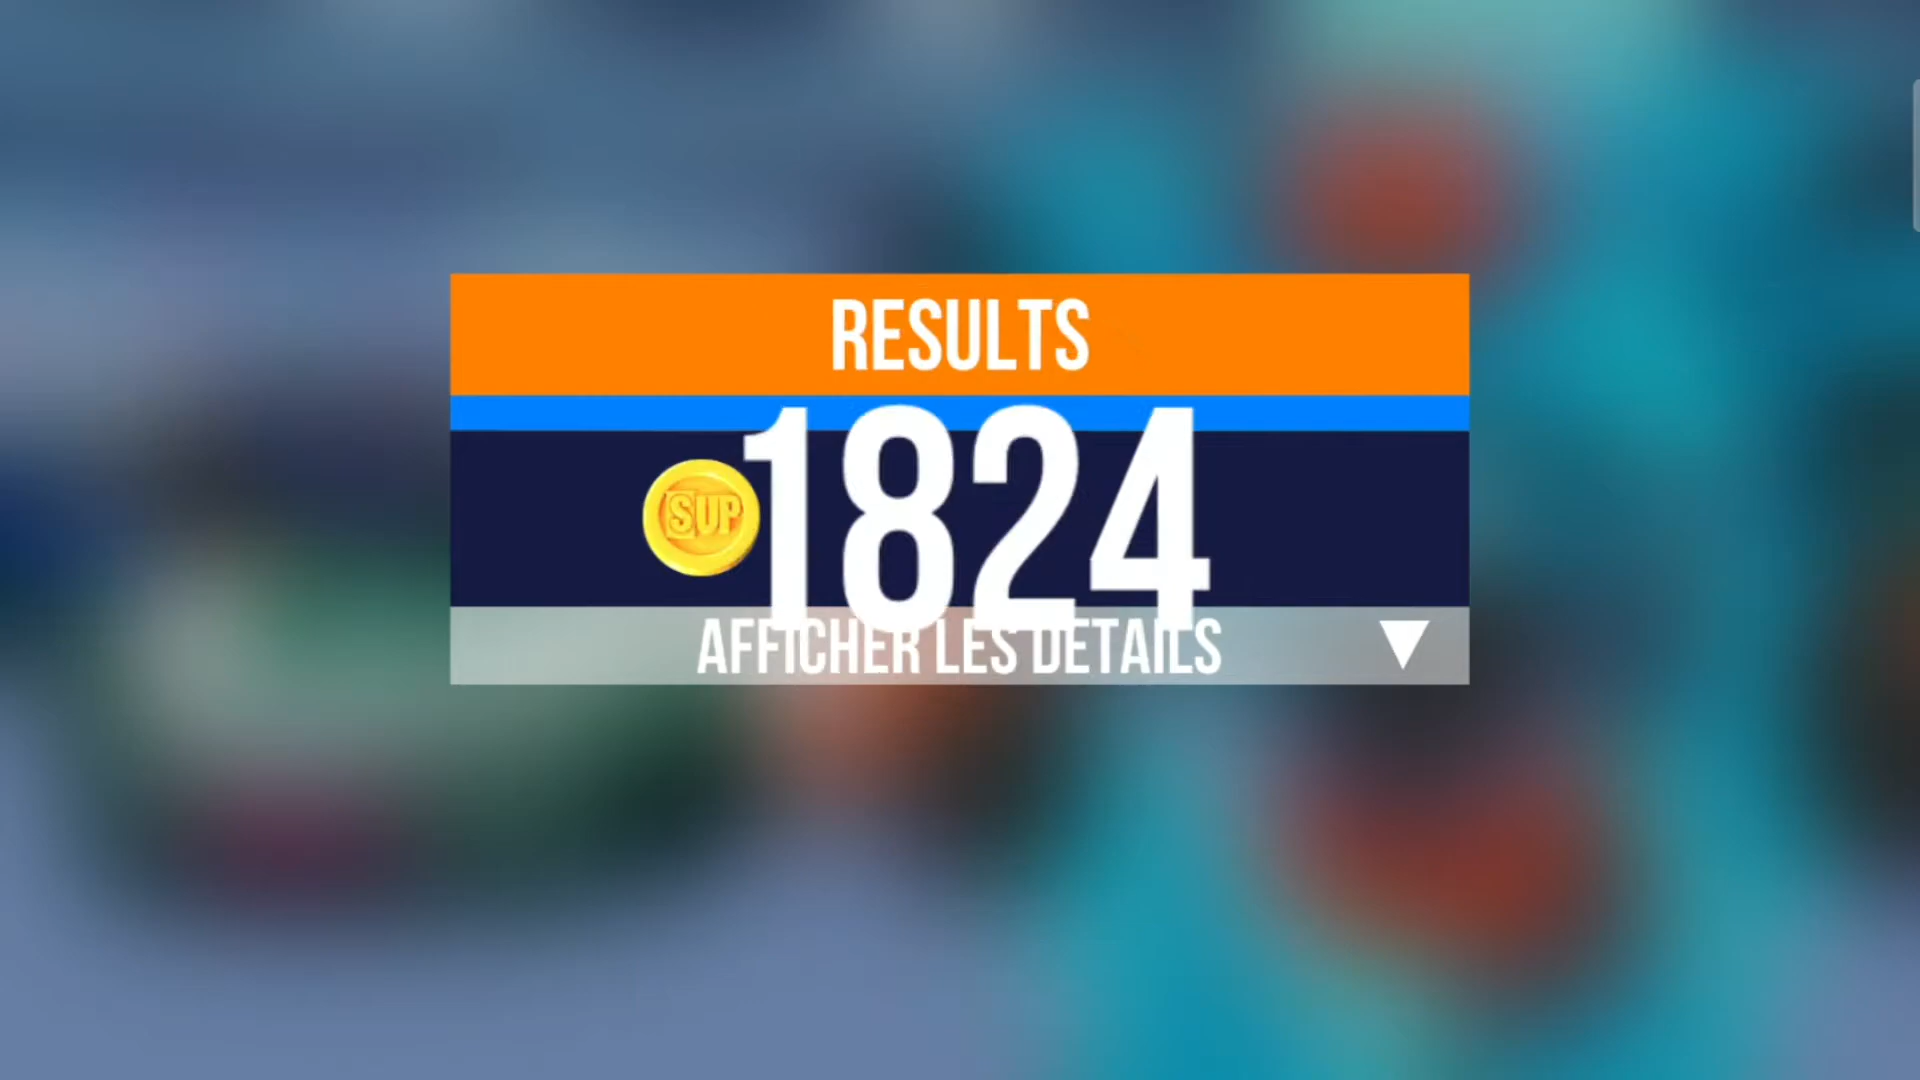 RESULTS
SUP
1824
AFFICHER LES DETAILS